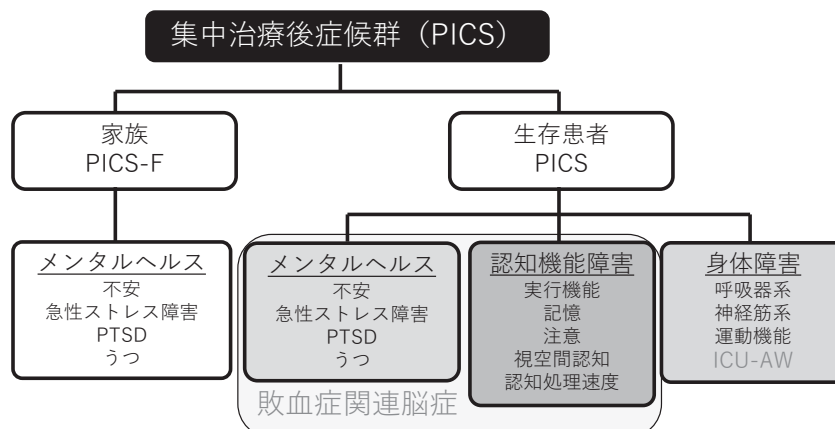 集中治療後症候群（PICS）
家族
PICS-F
生存患者
PICS
メンタルヘルス
不安
急性ストレス障害
PTSD
うつ
メンタルヘルス
不安
急性ストレス障害
PTSD
うつ
認知機能障害
実行機能
記憶
注意
視空間認知
認知処理速度
身体障害
呼吸器系
神経筋系
運動機能
ICU-AW
敗血症関連脳症